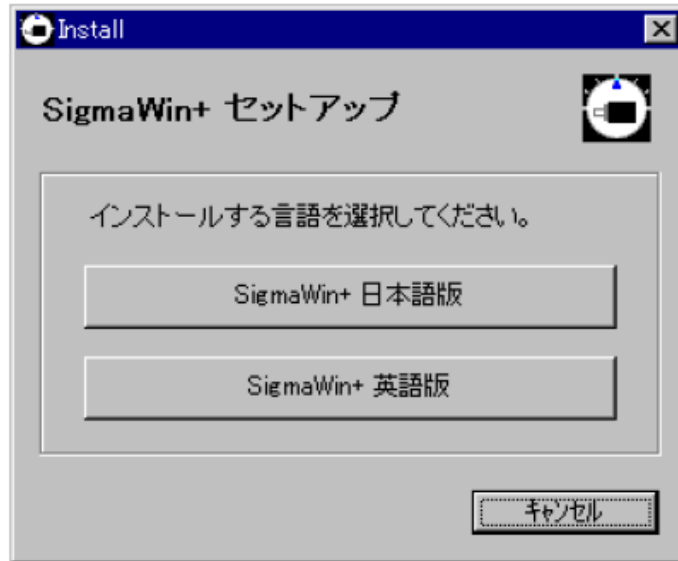 Install
SigmaWin+ セットアップ
インストールする言語を選択してください。
SigmaWin+ 日本語版
SigmaWin+ 英語版
キャンセル